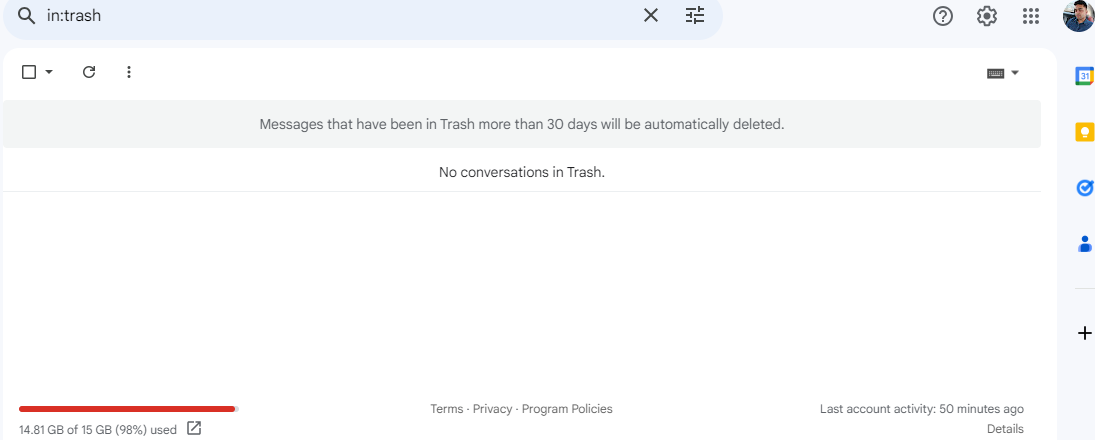 in:trash
31
Messages that have been in Trash more than 30 days will be automatically deleted.
No conversations in Trash.
Terms · Privacy · Program Policies
Last account activity: 50 minutes ago
14.81 GB of 15 GB (98%) used
Details